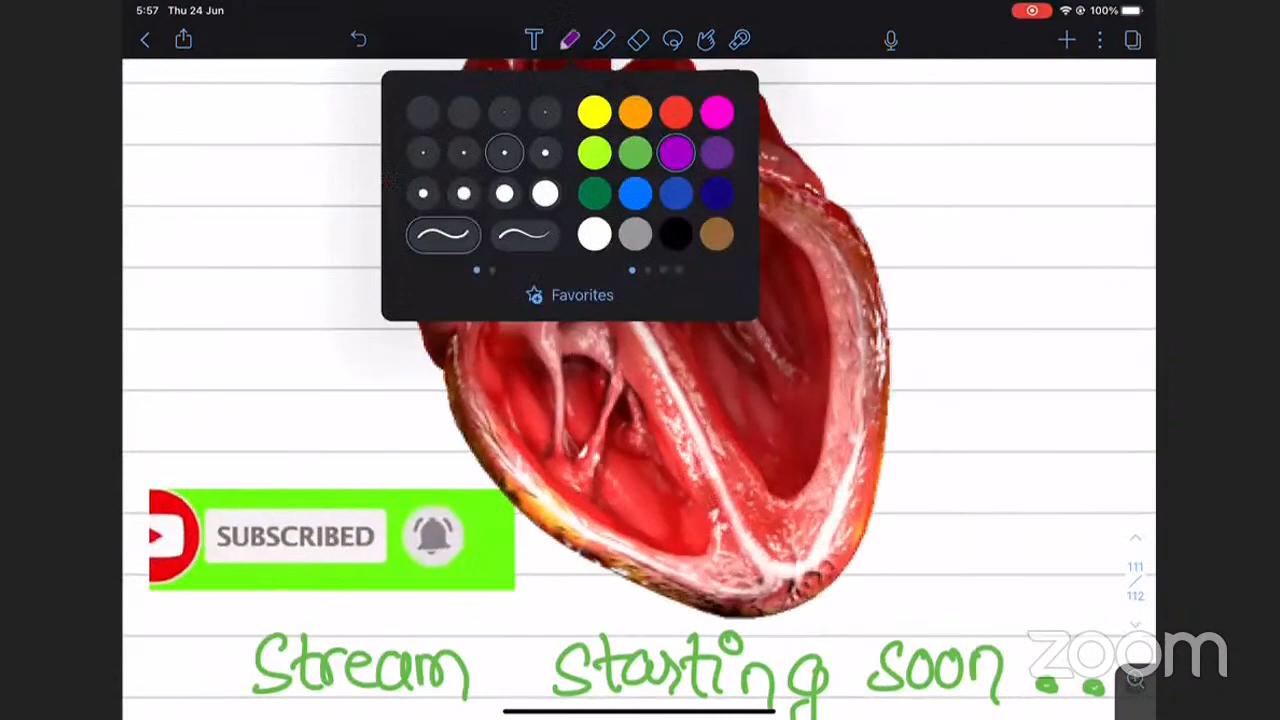 5:57 Thu 24 Jun 100%
Favorites
SUBSCRIBED
111
112
Stream starting soon...
zoom